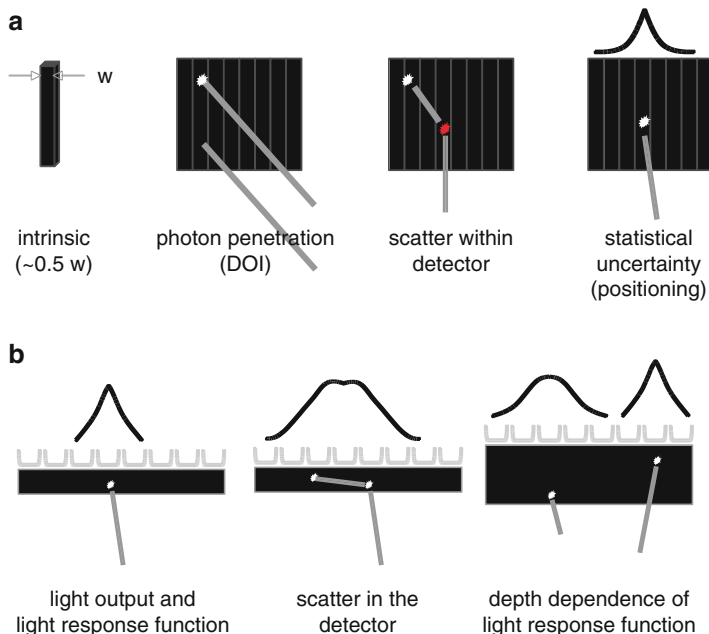 a
w
intrinsic
(~0.5 w)
photon penetration
(DOI)
scatter within
detector
statistical
uncertainty
(positioning)
b
light output and
light response function
scatter in the
detector
depth dependence of
light response function